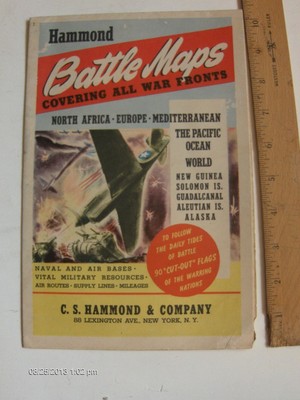 Hammond
Battle Maps
COVERING ALL WAR FRONTS
NORTH AFRICA · EUROPE · MEDITERRANEAN
THE PACIFIC
OCEAN
WORLD
NEW GUINEA
SOLOMON IS.
GUADALCANAL
ALEUTIAN IS.
ALASKA
TO FOLLOW
THE DAILY TIDES
OF BATTLE
90 "CUT-OUT" FLAGS
OF THE WARRING
NATIONS
NAVAL AND AIR BASES ·
VITAL MILITARY RESOURCES ·
AIR ROUTES · SUPPLY LINES · MILEAGES
C. S. HAMMOND & COMPANY
88 LEXINGTON AVE., NEW YORK, N. Y.
03/26/2013 1:02 pm